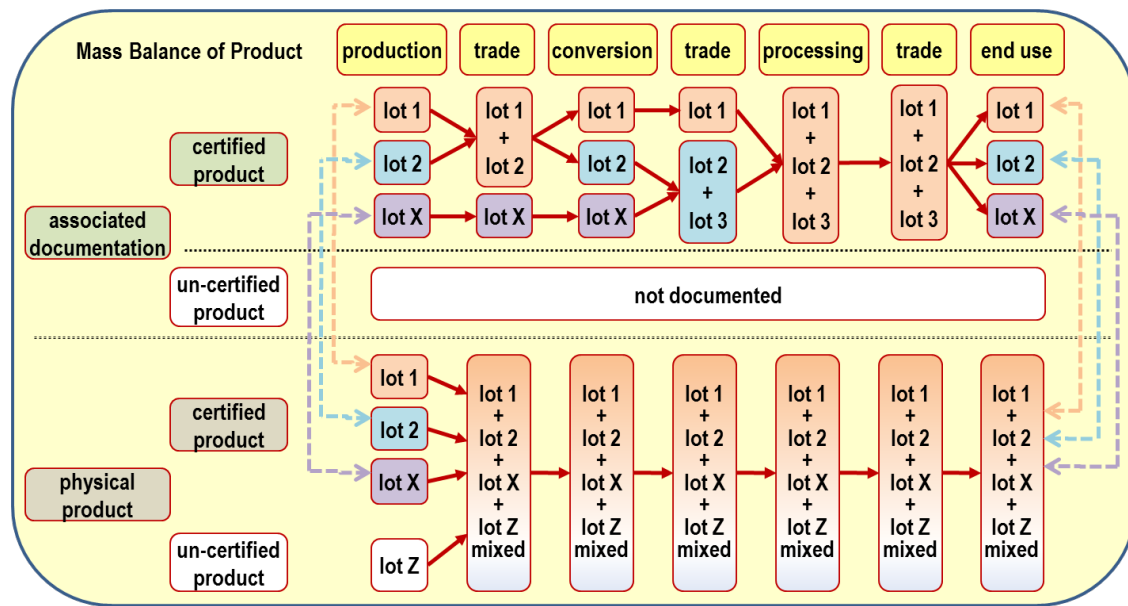 Mass Balance of Product
production
trade
conversion
trade
processing
trade
end use
associated
documentation
certified
product
lot 1
lot 2
lot X
lot 1
+
lot 2
lot X
lot 1
lot 2
lot X
lot 1
lot 2
+
lot 3
lot 1
+
lot 2
+
lot 3
lot 1
+
lot 2
+
lot 3
lot 1
lot 2
lot X
un-certified
product
not documented
physical
product
certified
product
un-certified
product
lot 1
lot 2
lot X
lot Z
lot 1
+
lot 2
+
lot X
+
lot Z
mixed
lot 1
+
lot 2
+
lot X
+
lot Z
mixed
lot 1
+
lot 2
+
lot X
+
lot Z
mixed
lot 1
+
lot 2
+
lot X
+
lot Z
mixed
lot 1
+
lot 2
+
lot X
+
lot Z
mixed
lot 1
+
lot 2
+
lot X
+
lot Z
mixed